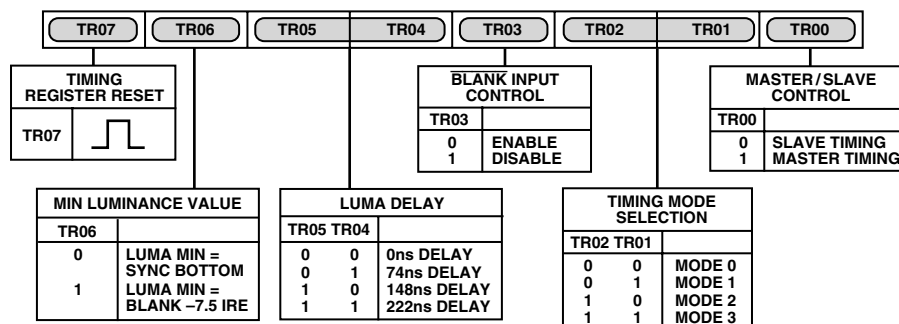 TR07 TR06 TR05 TR04 TR03 TR02 TR01 TR00
TIMING
REGISTER RESET
TR07
BLANK INPUT
CONTROL
TR03
0 ENABLE
1 DISABLE
MASTER/SLAVE
CONTROL
TR00
0 SLAVE TIMING
1 MASTER TIMING
MIN LUMINANCE VALUE
TR06
0 LUMA MIN =
SYNC BOTTOM
1 LUMA MIN =
BLANK –7.5 IRE
LUMA DELAY
TR05 TR04
0 0 0ns DELAY
0 1 74ns DELAY
1 0 148ns DELAY
1 1 222ns DELAY
TIMING MODE
SELECTION
TR02 TR01
0 0 MODE 0
0 1 MODE 1
1 0 MODE 2
1 1 MODE 3